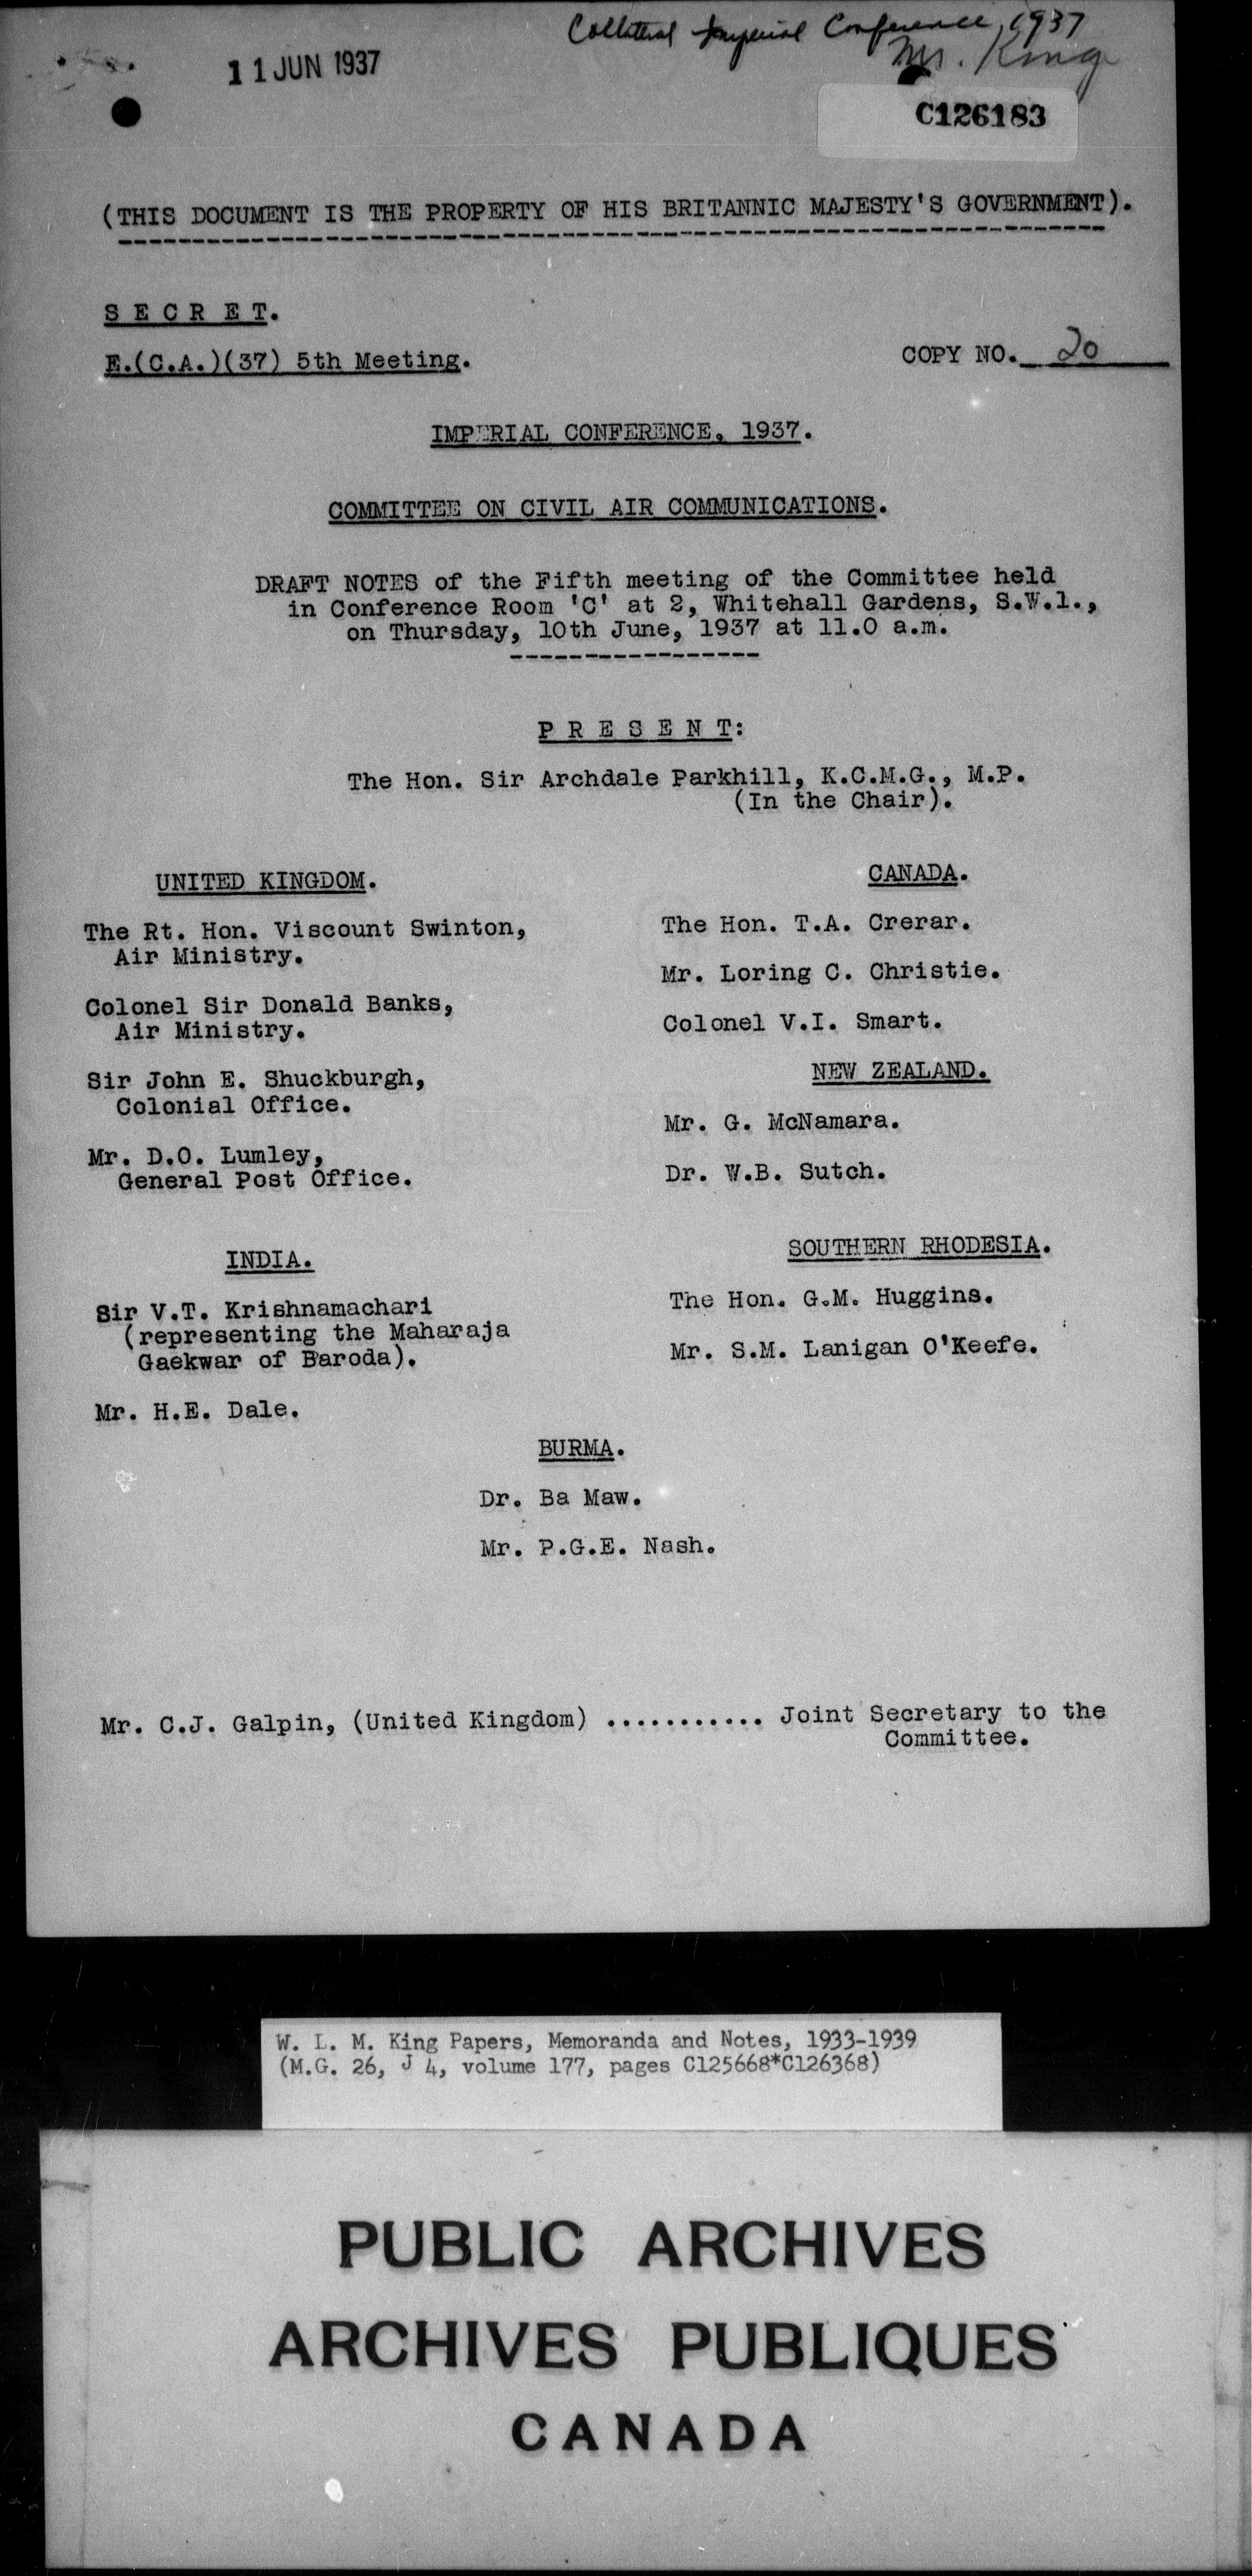 Collateral Imperial Conference, 1937
Mr. King
11 JUN 1937
C126183
(THIS DOCUMENT IS THE PROPERTY OF HIS BRITANNIC MAJESTY'S GOVERNMENT).
S E C R E T.
E.(C.A.)(37) 5th Meeting.
COPY NO. 20
IMPERIAL CONFERENCE, 1937.
COMMITTEE ON CIVIL AIR COMMUNICATIONS.
DRAFT NOTES of the Fifth meeting of the Committee held
in Conference Room 'C' at 2, Whitehall Gardens, S.W.1.,
on Thursday, 10th June, 1937 at 11.0 a.m.
P R E S E N T:
The Hon. Sir Archdale Parkhill, K.C.M.G., M.P.
(In the Chair).
UNITED KINGDOM.
The Rt. Hon. Viscount Swinton,
Air Ministry.
Colonel Sir Donald Banks,
Air Ministry.
Sir John E. Shuckburgh,
Colonial Office.
Mr. D.O. Lumley,
General Post Office.
CANADA.
The Hon. T.A. Crerar.
Mr. Loring C. Christie.
Colonel V.I. Smart.
NEW ZEALAND.
Mr. G. McNamara.
Dr. W.B. Sutch.
INDIA.
Sir V.T. Krishnamachari
(representing the Maharaja
Gaekwar of Baroda).
Mr. H.E. Dale.
SOUTHERN RHODESIA.
The Hon. G.M. Huggins.
Mr. S.M. Lanigan O'Keefe.
BURMA.
Dr. Ba Maw.
Mr. P.G.E. Nash.
Mr. C.J. Galpin, (United Kingdom) ........... Joint Secretary to the
Committee.
W. L. M. King Papers, Memoranda and Notes, 1933-1939
(M.G. 26, J 4, volume 177, pages C125668*C126368)
PUBLIC ARCHIVES
ARCHIVES PUBLIQUES
CANADA